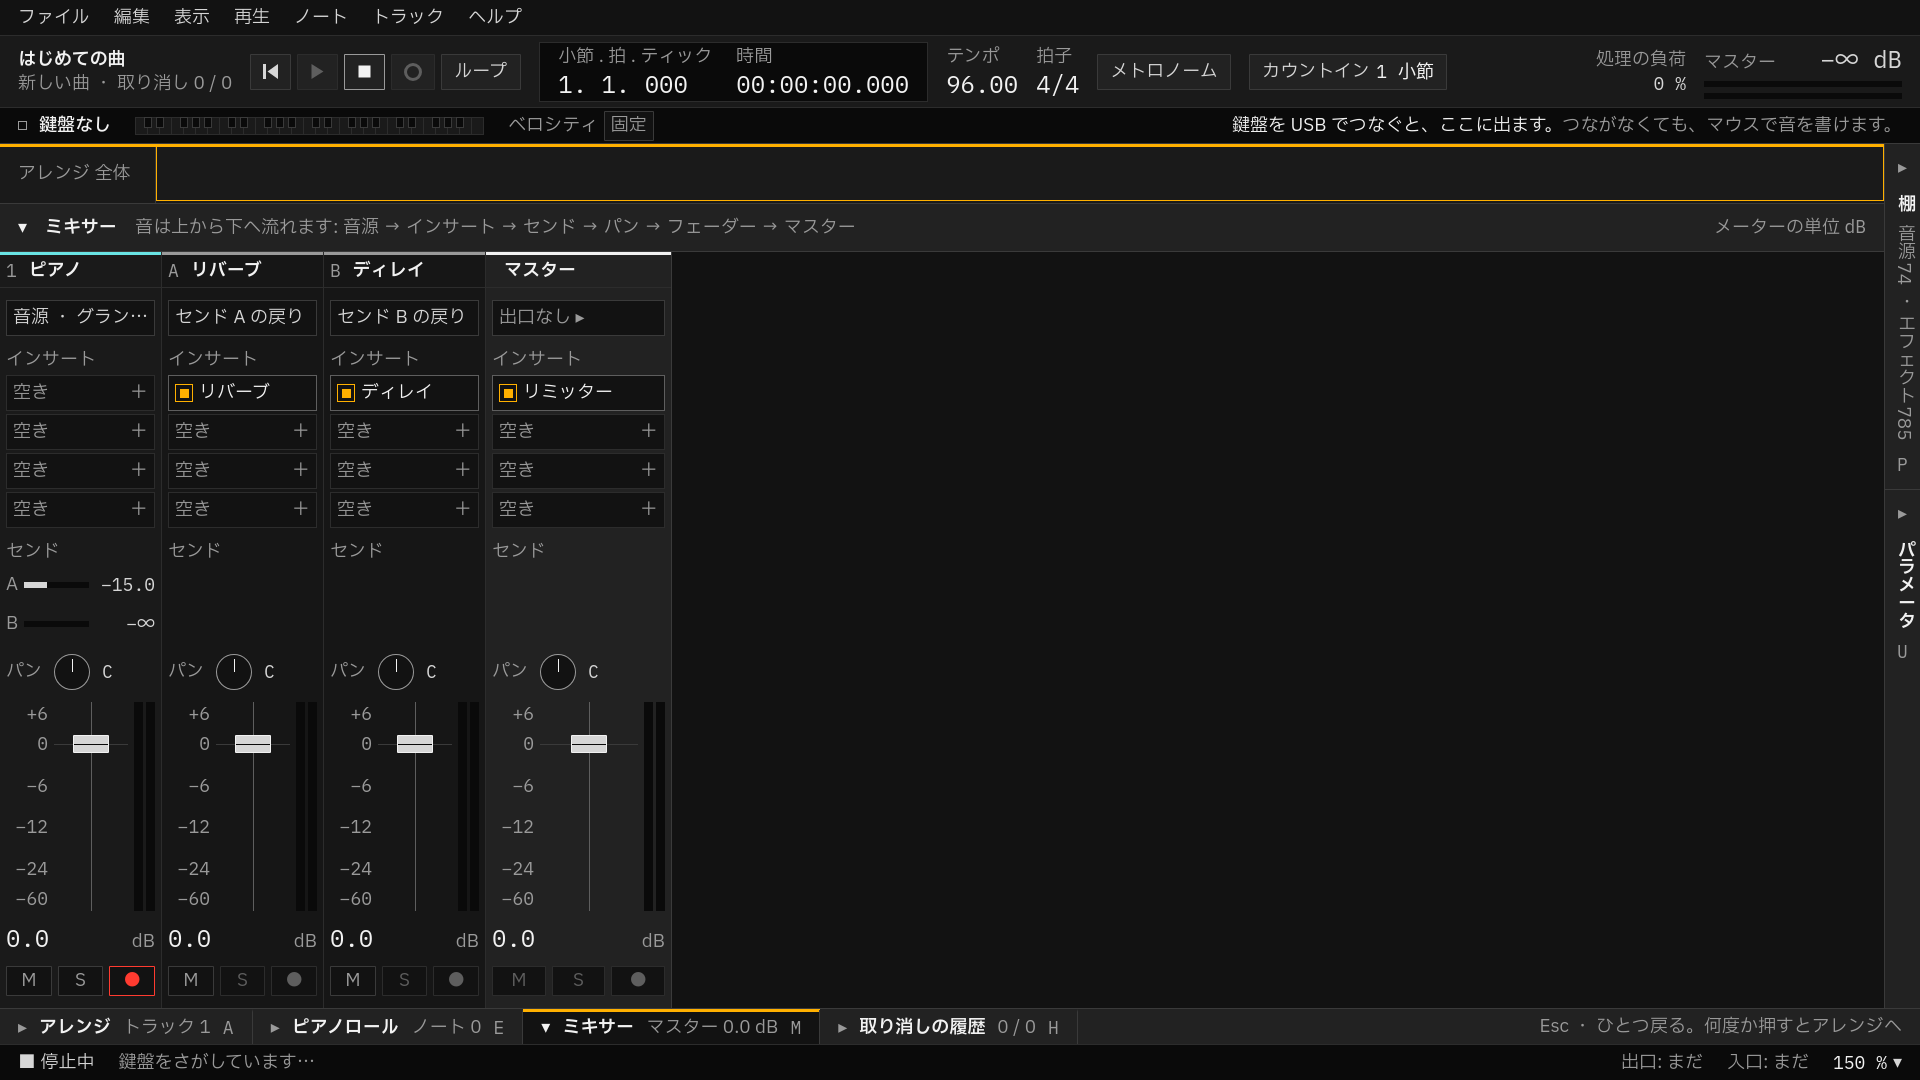 ファイル 編集 表示 再生 ノート トラック ヘルプ
はじめての曲
新しい曲 · 取り消し 0 / 0
ループ
小節 . 拍 . ティック 時間
1. 1. 000 00:00:00.000
テンポ 拍子
96.00 4/4
メトロノーム
カウントイン 1 小節
処理の負荷
0 %
マスター −∞ dB
鍵盤なし
ベロシティ 固定
鍵盤を USB でつなぐと、ここに出ます。つながなくても、マウスで音を書けます。
アレンジ 全体
▼ ミキサー 音は上から下へ流れます: 音源 → インサート → センド → パン → フェーダー → マスター
メーターの単位 dB
1 ピアノ
音源 · グラン…
インサート
空き +
空き +
空き +
空き +
センド
A −15.0
B −∞
パン C
+6
0
−6
−12
−24
−60
0.0 dB
M S
A リバーブ
センド A の戻り
インサート
リバーブ
空き +
空き +
空き +
センド
パン C
+6
0
−6
−12
−24
−60
0.0 dB
M S
B ディレイ
センド B の戻り
インサート
ディレイ
空き +
空き +
空き +
センド
パン C
+6
0
−6
−12
−24
−60
0.0 dB
M S
マスター
出口なし ▸
インサート
リミッター
空き +
空き +
空き +
センド
パン C
+6
0
−6
−12
−24
−60
0.0 dB
M S
▸ 棚 音源 74 · エフェクト 785 P
▸ パラメータ U
▸ アレンジ トラック 1 A
▸ ピアノロール ノート 0 E
▼ ミキサー マスター 0.0 dB M
▸ 取り消しの履歴 0 / 0 H
Esc · ひとつ戻る。何度か押すとアレンジへ
■ 停止中 鍵盤をさがしています…
出口: まだ 入口: まだ 150 % ▼